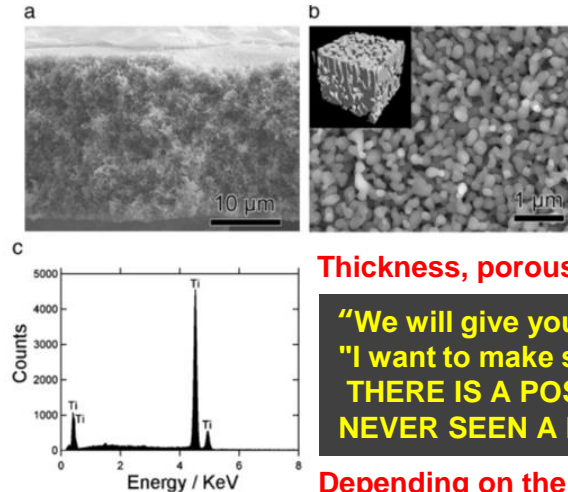 a
b
10 µm
1 µm
c
5000
4000
3000
2000
1000
0
Counts
Ti
Ti
Ti
Ti
0
2
4
6
8
Energy / KeV
Thickness, porous
"We will give you
"I want to make s
THERE IS A POS
NEVER SEEN A
Depending on the